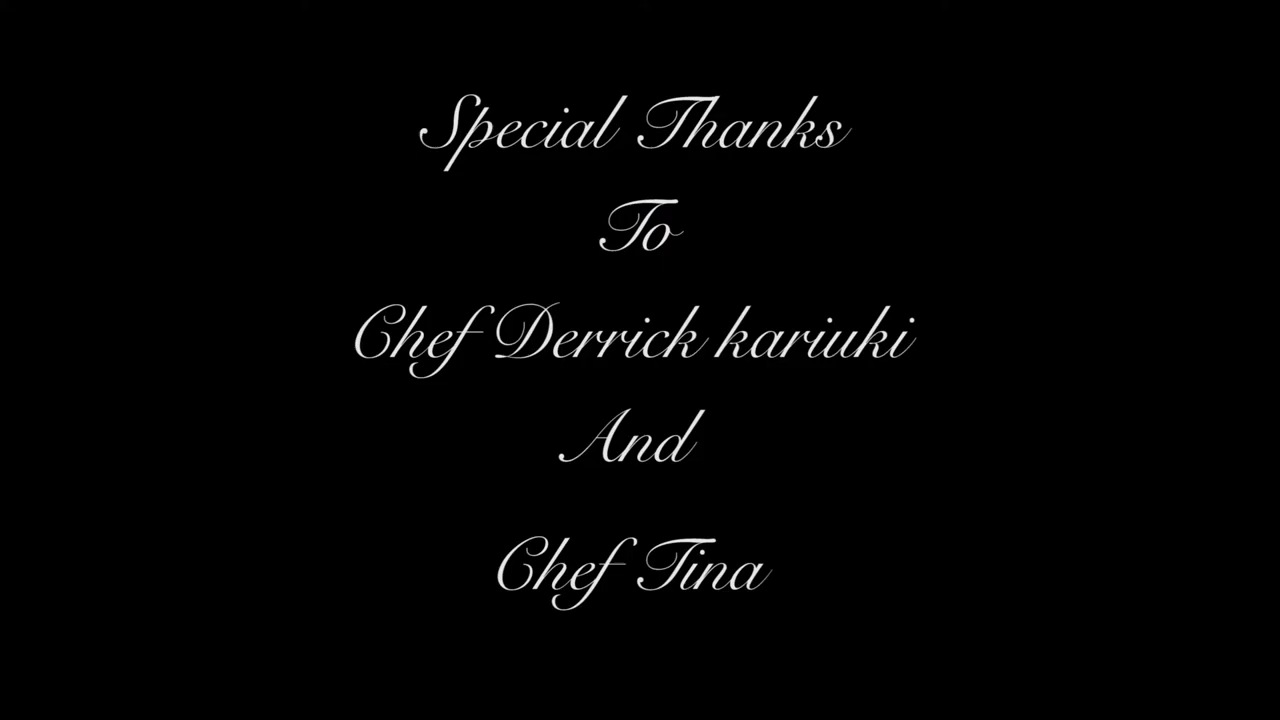 Special Thanks
To
Chef Derrick kariuki
And
Chef Tina